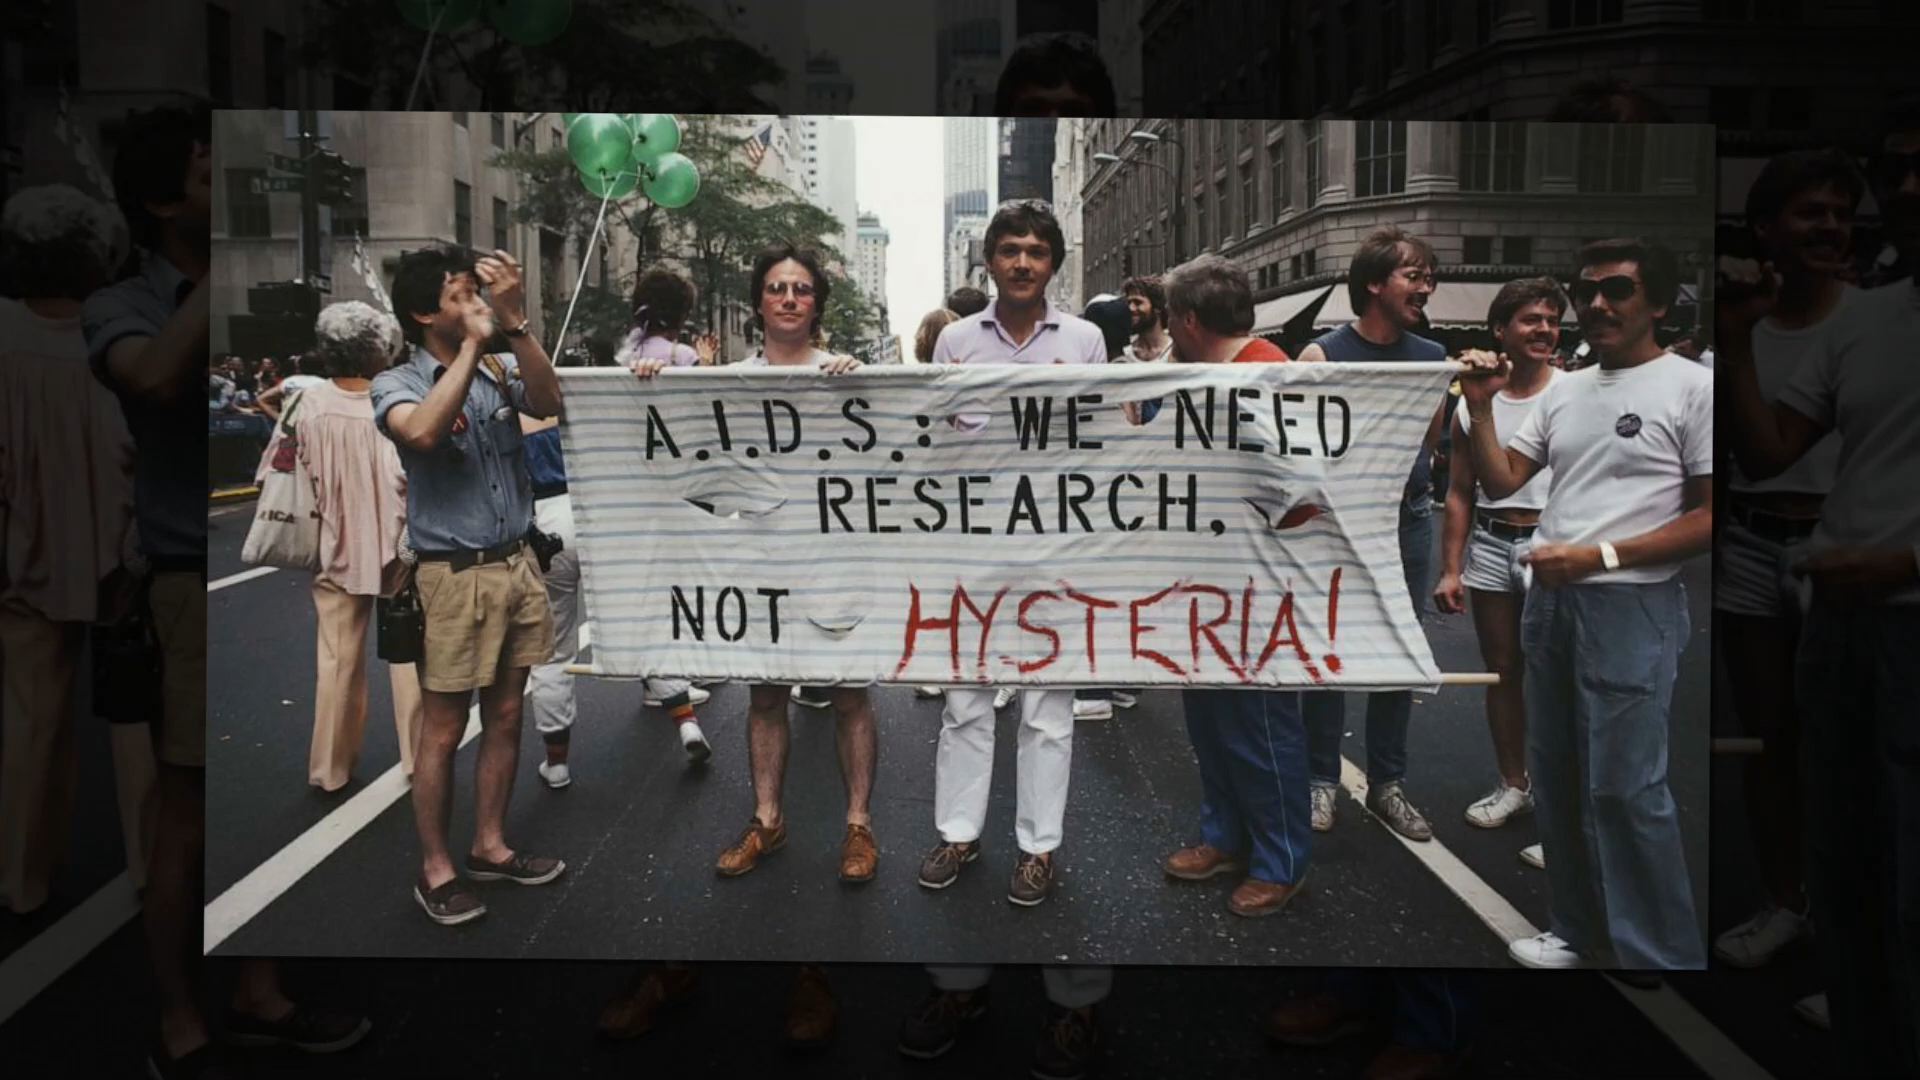 A.I.D.S.: WE NEED
RESEARCH,
NOT HYSTERIA!